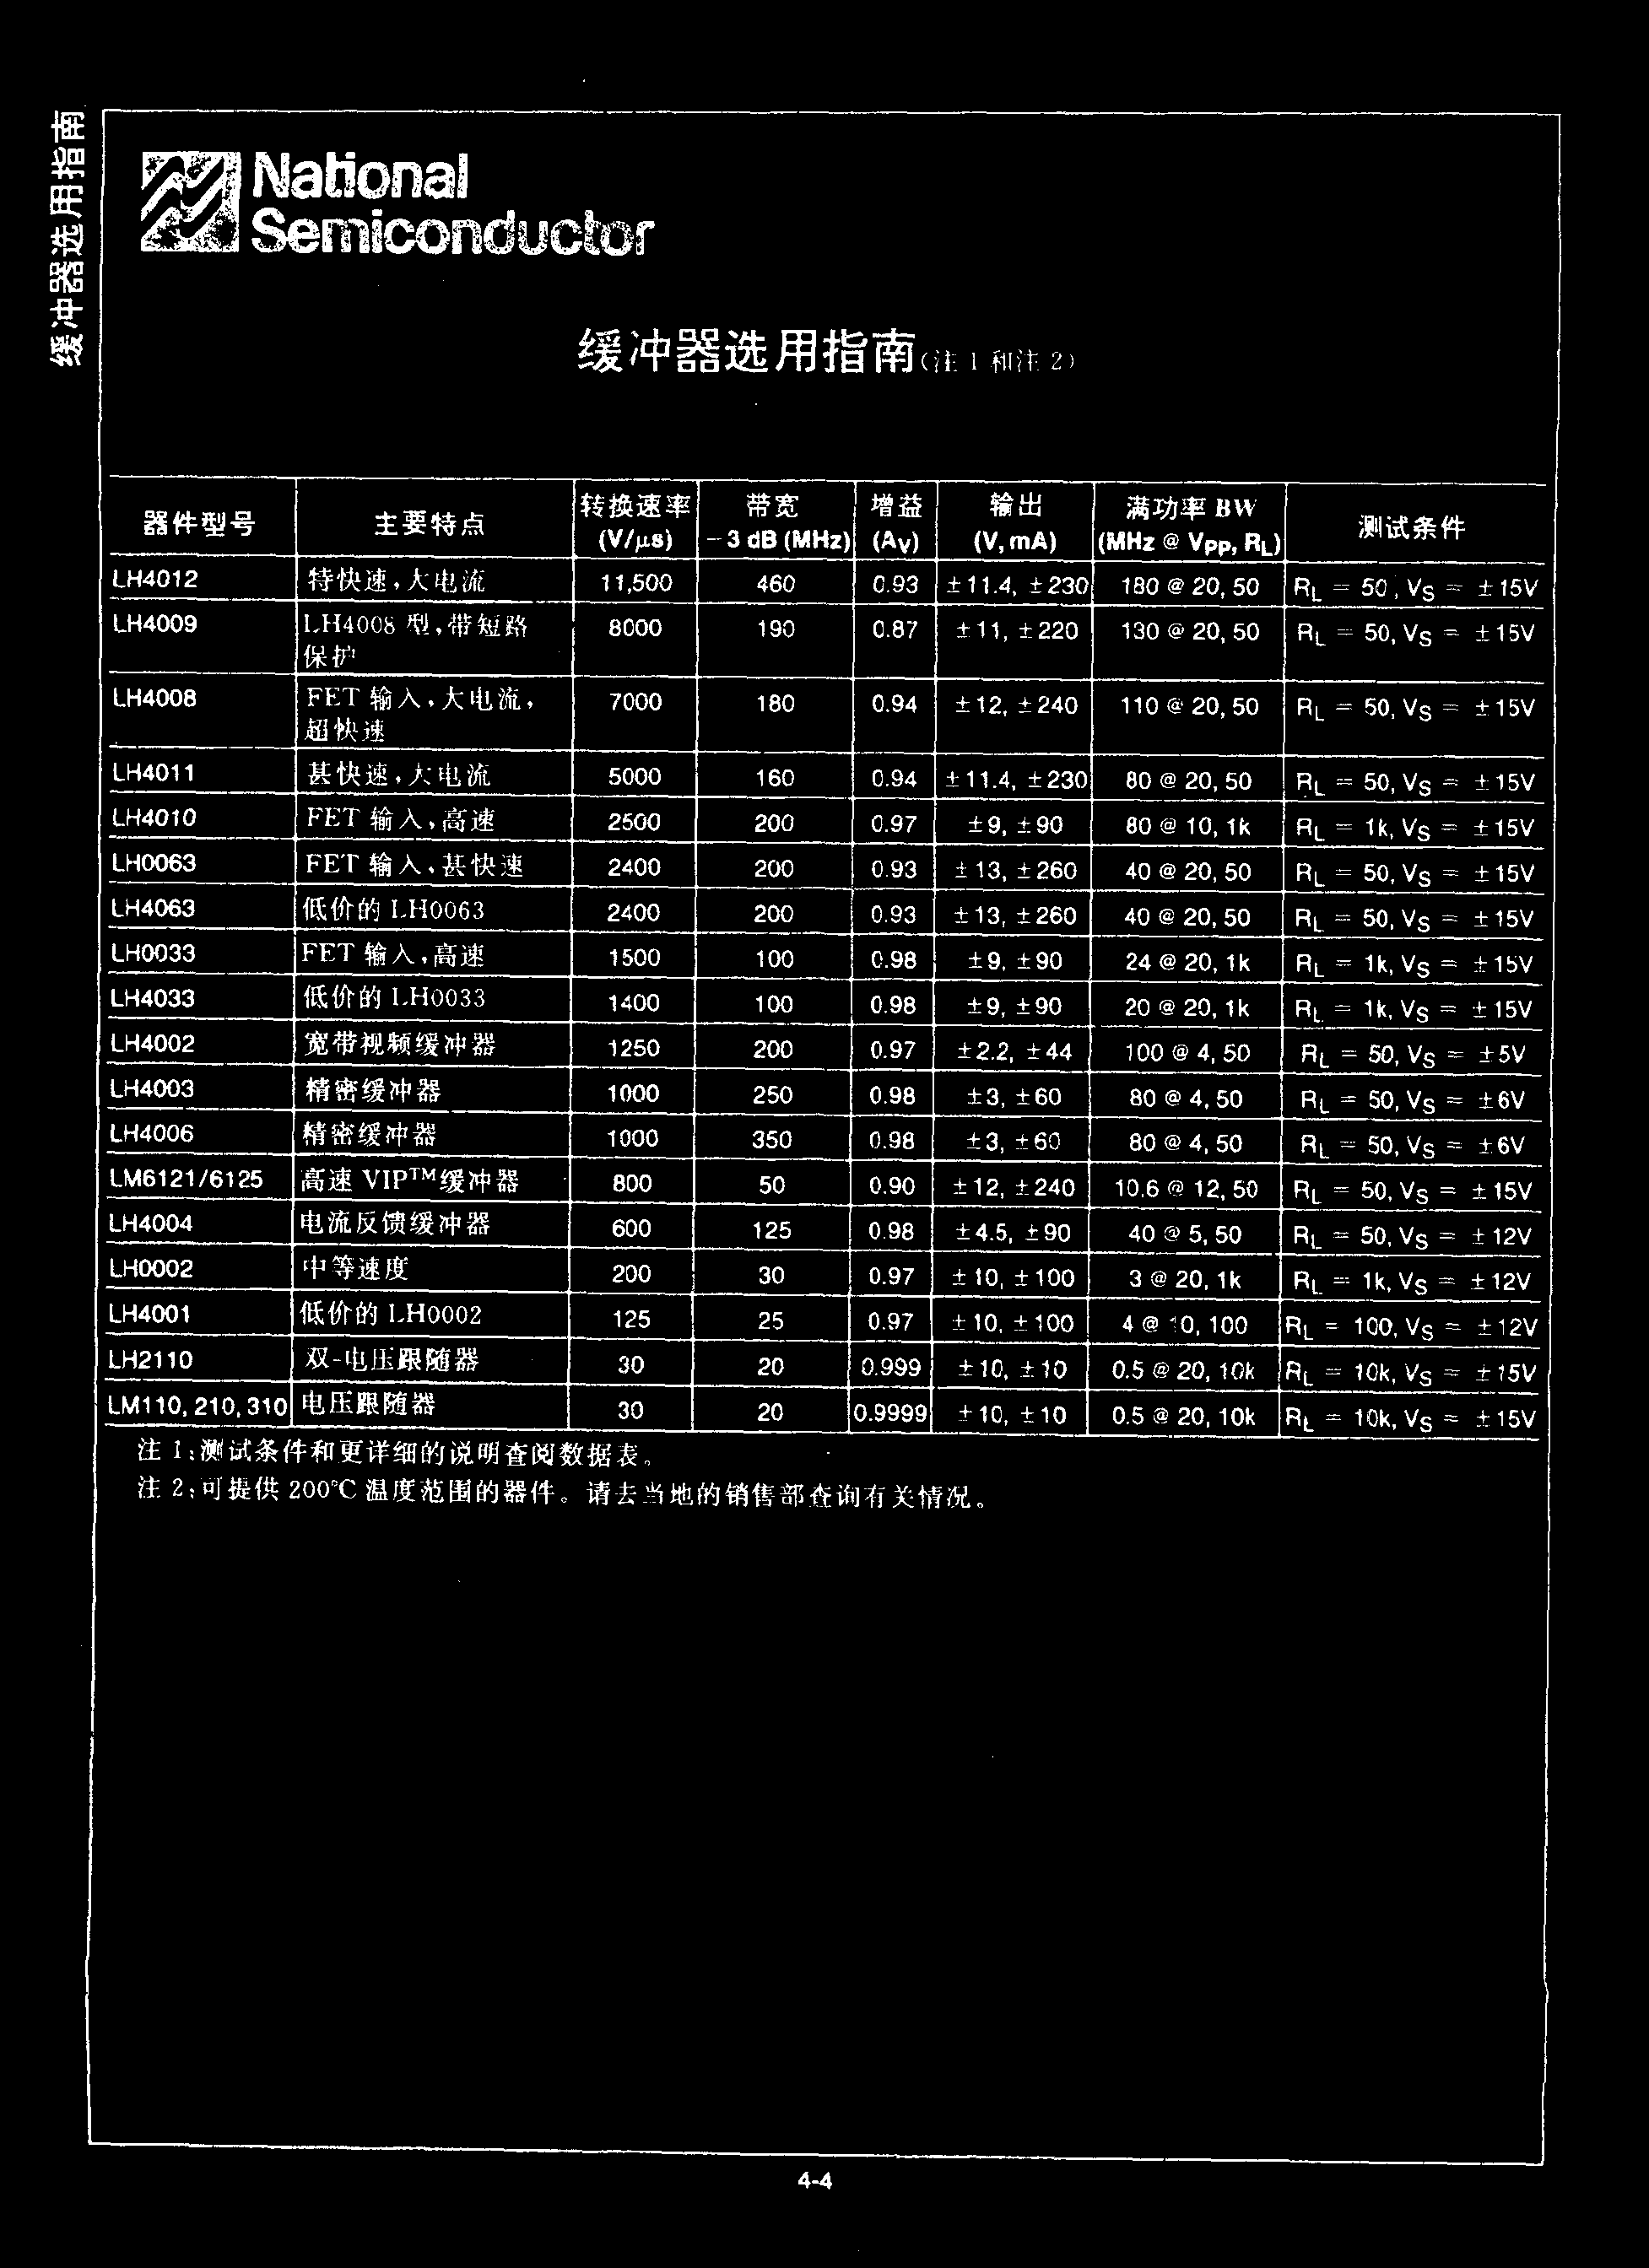 缓冲器选用指南
National
Semiconductor
缓冲器选用指南(注 1 和注 2)
器件型号 主要特点 转换速率 (V/μs) 带宽 -3 dB (MHz) 增益 (AV) 输出 (V, mA) 满功率 BW (MHz @ VPP, RL) 测试条件
LH4012 特快速,大电流 11,500 460 0.93 ±11.4, ±230 180 @ 20, 50 RL = 50, VS = ±15V
LH4009 LH4008 型,带短路保护 8000 190 0.87 ±11, ±220 130 @ 20, 50 RL = 50, VS = ±15V
LH4008 FET 输入,大电流,超快速 7000 180 0.94 ±12, ±240 110 @ 20, 50 RL = 50, VS = ±15V
LH4011 甚快速,大电流 5000 160 0.94 ±11.4, ±230 80 @ 20, 50 RL = 50, VS = ±15V
LH4010 FET 输入,高速 2500 200 0.97 ±9, ±90 80 @ 10, 1k RL = 1k, VS = ±15V
LH0063 FET 输入,甚快速 2400 200 0.93 ±13, ±260 40 @ 20, 50 RL = 50, VS = ±15V
LH4063 低价的 LH0063 2400 200 0.93 ±13, ±260 40 @ 20, 50 RL = 50, VS = ±15V
LH0033 FET 输入,高速 1500 100 0.98 ±9, ±90 24 @ 20, 1k RL = 1k, VS = ±15V
LH4033 低价的 LH0033 1400 100 0.98 ±9, ±90 20 @ 20, 1k RL = 1k, VS = ±15V
LH4002 宽带视频缓冲器 1250 200 0.97 ±2.2, ±44 100 @ 4, 50 RL = 50, VS = ±5V
LH4003 精密缓冲器 1000 250 0.98 ±3, ±60 80 @ 4, 50 RL = 50, VS = ±6V
LH4006 精密缓冲器 1000 350 0.98 ±3, ±60 80 @ 4, 50 RL = 50, VS = ±6V
LM6121/6125 高速 VIP™缓冲器 800 50 0.90 ±12, ±240 10.6 @ 12, 50 RL = 50, VS = ±15V
LH4004 电流反馈缓冲器 600 125 0.98 ±4.5, ±90 40 @ 5, 50 RL = 50, VS = ±12V
LH0002 中等速度 200 30 0.97 ±10, ±100 3 @ 20, 1k RL = 1k, VS = ±12V
LH4001 低价的 LH0002 125 25 0.97 ±10, ±100 4 @ 10, 100 RL = 100, VS = ±12V
LH2110 双-电压跟随器 30 20 0.999 ±10, ±10 0.5 @ 20, 10k RL = 10k, VS = ±15V
LM110, 210, 310 电压跟随器 30 20 0.9999 ±10, ±10 0.5 @ 20, 10k RL = 10k, VS = ±15V
注 1:测试条件和更详细的说明查阅数据表。
注 2:可提供 200℃ 温度范围的器件。请去当地的销售部查询有关情况。
4-4